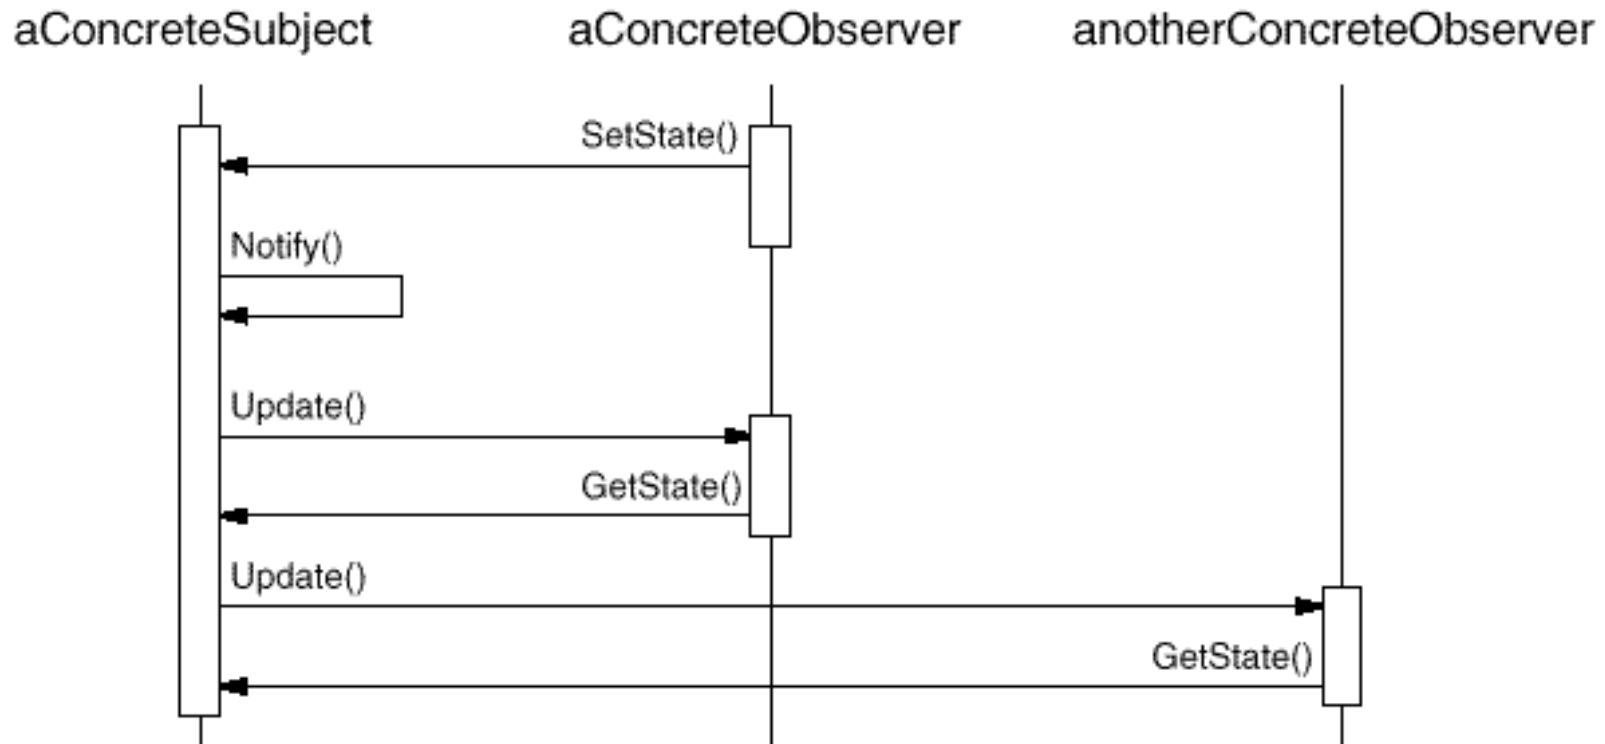 aConcreteSubject
aConcreteObserver
anotherConcreteObserver
SetState()
Notify()
Update()
GetState()
Update()
GetState()